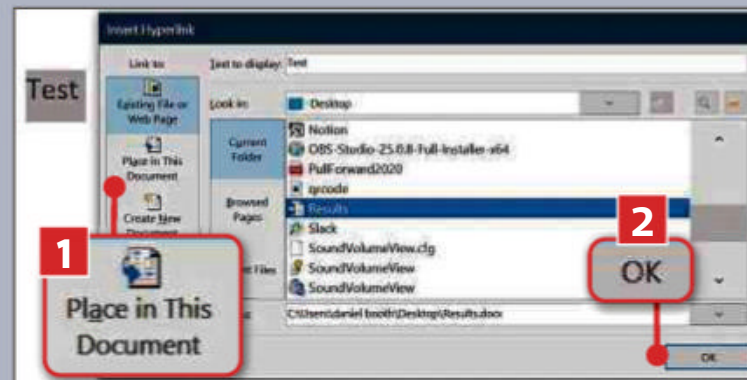 Insert Hyperlink
Link to:
Text to display: Test
Test
Existing File or
Web Page
Look in:
Desktop
Place in This
Document
Current
Folder
Notion
OBS-Studio-25.0.8-Full-Installer-x64
PullForward2020
qrcode
Create New
Document
Browsed
Pages
Results
Slack
SoundVolumeView.cfg
Files
SoundVolumeView
SoundVolumeView
1
Place in This
Document
2
OK
C:\Users\daniel booth\Desktop\Results.docx
OK